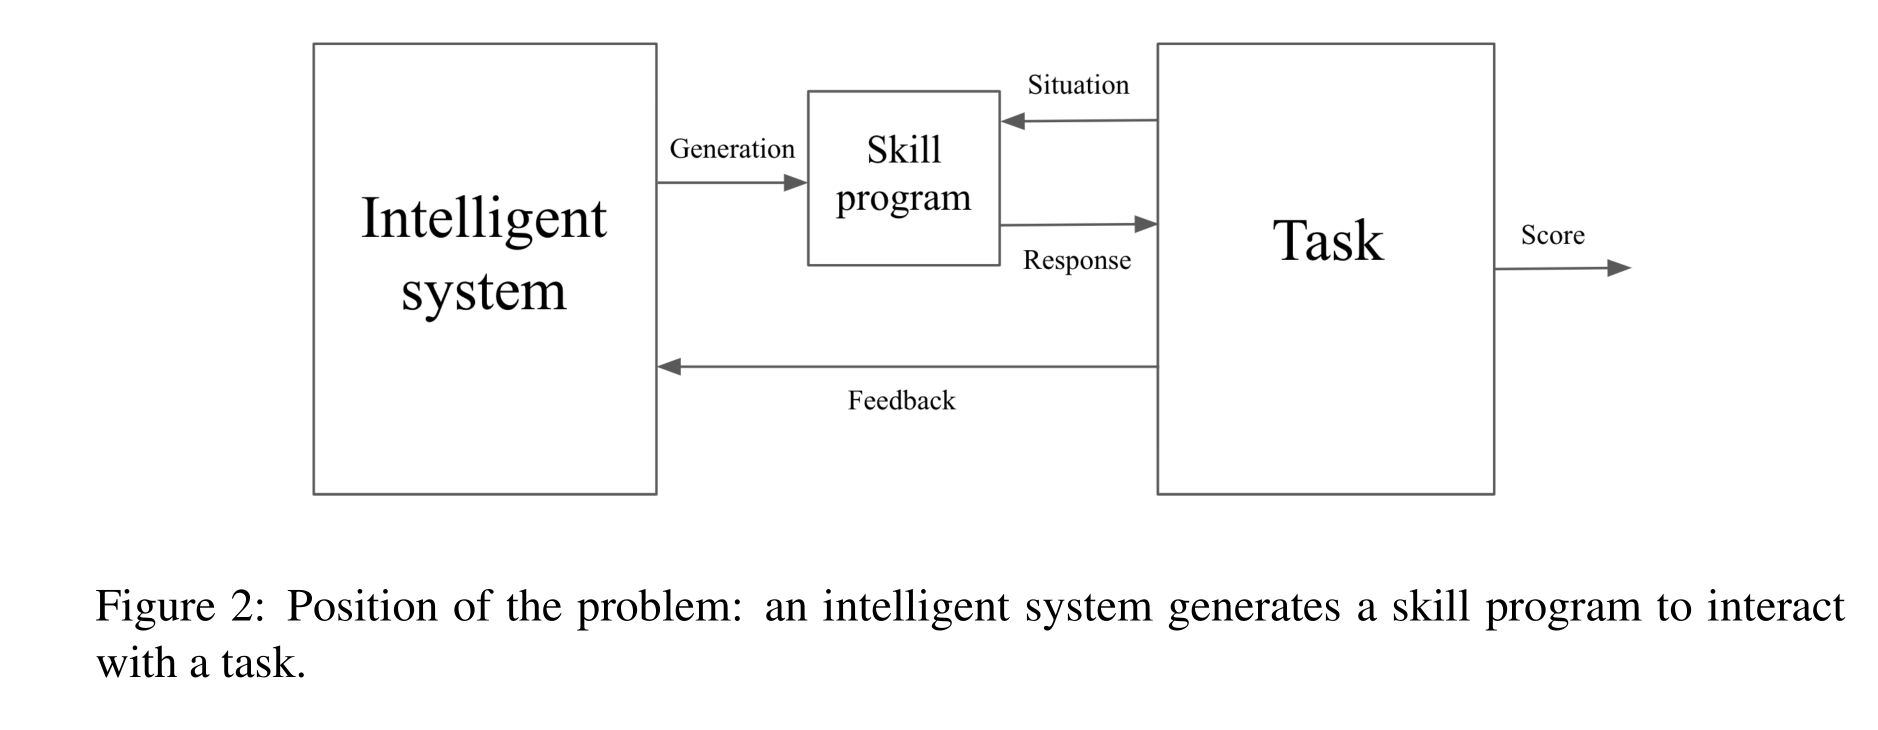 Intelligent
system
Generation
Skill
program
Situation
Response
Feedback
Task
Score
Figure 2: Position of the problem: an intelligent system generates a skill program to interact
with a task.